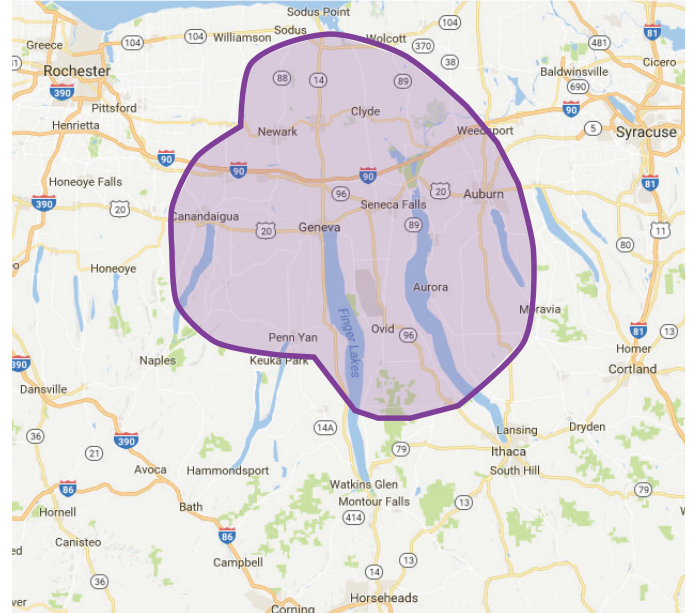 Sodus Point
Sodus
Williamson
Wolcott
104
104
104
370
38
Greece
Rochester
390
Pittsford
Henrietta
88
14
89
Clyde
Newark
Weedsport
481
81
Cicero
Baldwinsville
690
90
5
Syracuse
90
90
90
Honeoye Falls
390
20
Canandaigua
20
Geneva
96
Seneca Falls
89
20
Auburn
81
11
80
Honeoye
Aurora
Moravia
Finger Lakes
Penn Yan
Ovid
96
Keuka Park
Naples
390
Dansville
81
13
Homer
Cortland
36
21
390
14A
79
Lansing
Dryden
Ithaca
South Hill
Avoca
Hammondsport
86
Bath
Watkins Glen
Montour Falls
414
13
79
Hornell
Canisteo
86
Campbell
36
13
14
Horseheads
Corning